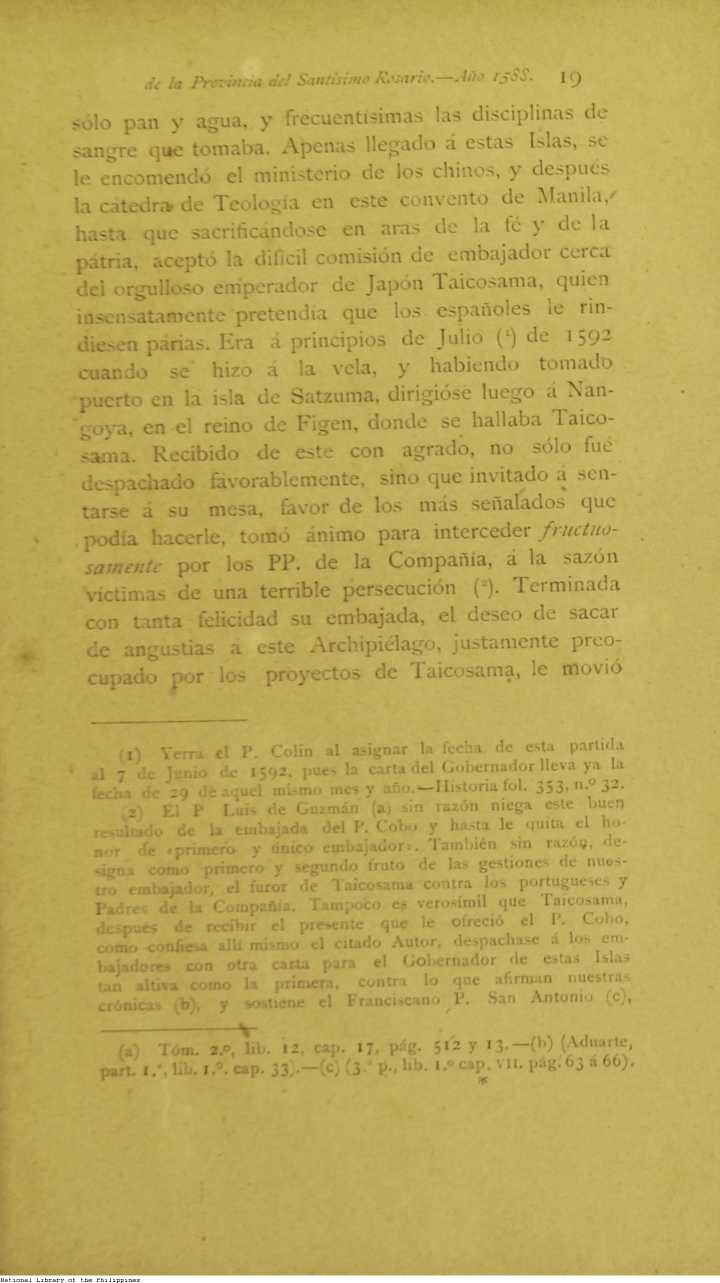 de la Provincia del Santísimo Rosario.—Año 1588. 19
sólo pan y agua, y frecuentisimas las disciplinas de
sangre que tomaba. Apenas llegado á estas Islas, se
le encomendó el ministerio de los chinos, y después
la cátedra de Teología en este convento de Manila,
hasta que sacrificándose en aras de la fé y de la
patria, aceptó la difícil comisión de embajador cerca
del orgulloso emperador de Japón Taicosama, quien
insensatamente pretendía que los españoles le rin-
diesen parias. Era á principios de Julio (¹) de 1592
cuando se hizo á la vela, y habiendo tomado
puerto en la isla de Satzuma, dirigióse luego á Nan-
goya, en el reino de Figen, donde se hallaba Taico-
sama. Recibido de este con agrado, no sólo fué
despachado favorablemente, sino que invitado á sen-
tarse á su mesa, favor de los más señalados que
podía hacerle, tomó ánimo para interceder fructuo-
samente por los PP. de la Compañía, á la sazón
víctimas de una terrible persecución (²). Terminada
con tanta felicidad su embajada, el deseo de sacar
de angustias á este Archipiélago, justamente preo-
cupado por los proyectos de Taicosama, le movió
(1) Yerra el P. Colín al asignar la fecha de esta partida
al 7 de Junio de 1592, pues la carta del Gobernador lleva ya la
fecha de 29 de aquel mismo mes y año.—Historia fol. 353, n.º 32.
(2) El P Luis de Guzmán (a) sin razón niega este buen
resultado de la embajada del P. Cobo y hasta le quita el ho-
nor de «primero y único embajador». También sin razón, de-
signa como primero y segundo fruto de las gestiones de nues-
tro embajador, el furor de Taicosama contra los portugueses y
Padres de la Compañía. Tampoco es verosímil que Taicosama,
después de recibir el presente que le ofreció el P. Cobo,
como confiesa allí mismo el citado Autor, despachase á los em-
bajadores con otra carta para el Gobernador de estas Islas
tan altiva como la primera, contra lo que afirman nuestras
crónicas (b), y sostiene el Franciscano P. San Antonio (c),
(a) Tóm. 2.º, lib. 12, cap. 17, pág. 512 y 13.—(b) (Aduarte,
part. 1.ª, lib. 1.º. cap. 33).—(c) (3.ª p., lib. 1.º cap. VII. pág. 63 á 66).
National Library of the Philippines